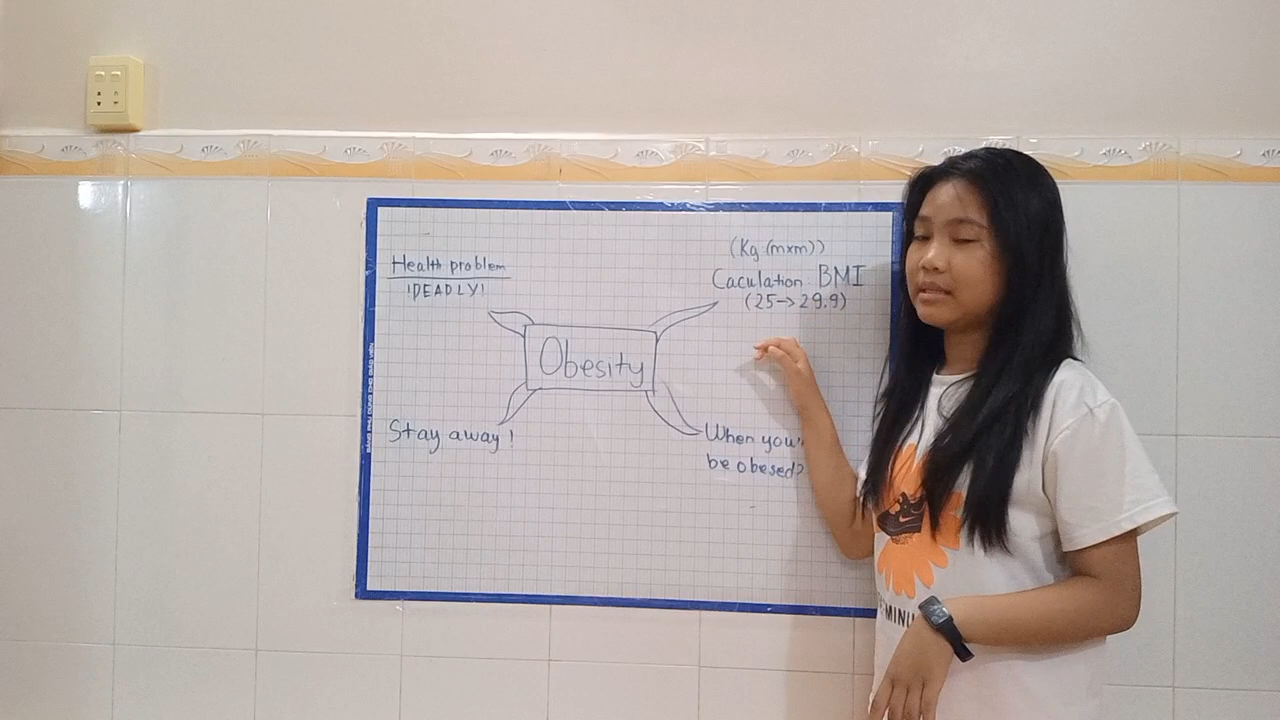 Health problem
!DEADLY!
(Kg:(mxm))
Caculation: BMI
(25→29.9)
Obesity
Stay away!
When you'
be obesed?